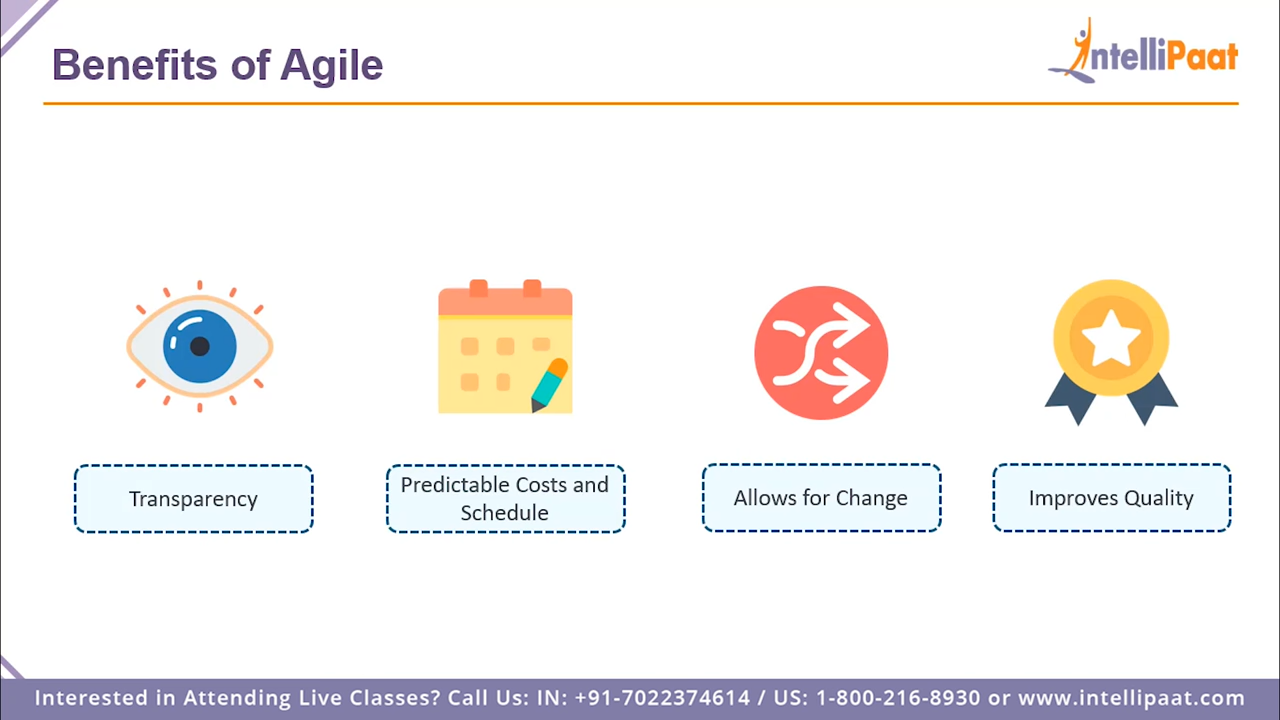 Benefits of Agile
IntelliPaat
Transparency
Predictable Costs and
Schedule
Allows for Change
Improves Quality
Interested in Attending Live Classes? Call Us: IN: +91-7022374614 / US: 1-800-216-8930 or www.intellipaat.com